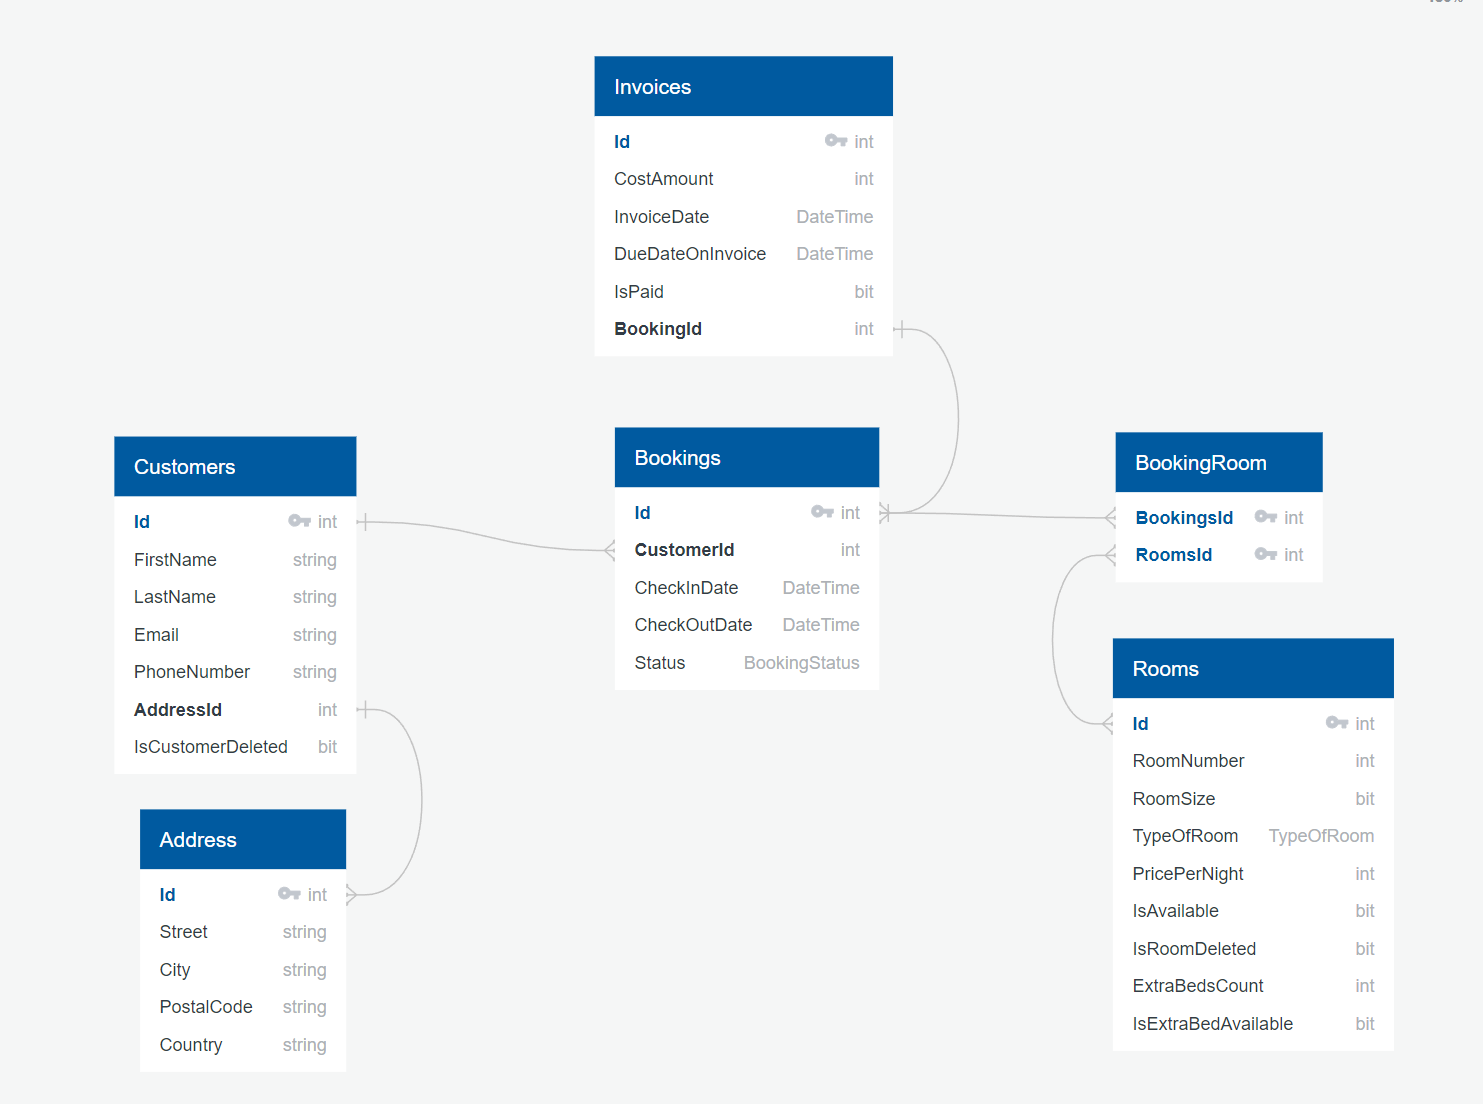 Invoices
Id int
CostAmount int
InvoiceDate DateTime
DueDateOnInvoice DateTime
IsPaid bit
BookingId int
Customers
Id int
FirstName string
LastName string
Email string
PhoneNumber string
AddressId int
IsCustomerDeleted bit
Bookings
Id int
CustomerId int
CheckInDate DateTime
CheckOutDate DateTime
Status BookingStatus
BookingRoom
BookingsId int
RoomsId int
Rooms
Id int
RoomNumber int
RoomSize bit
TypeOfRoom TypeOfRoom
PricePerNight int
IsAvailable bit
IsRoomDeleted bit
ExtraBedsCount int
IsExtraBedAvailable bit
Address
Id int
Street string
City string
PostalCode string
Country string